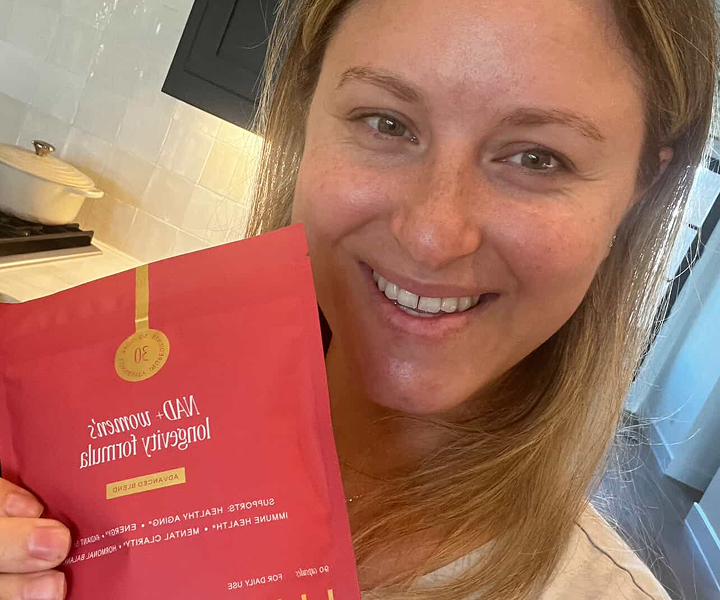 30
NAD+ women's
longevity formula
ADVANCED BLEND
SUPPORTS: HEALTHY AGING* • ENERGY* • RADIANT
IMMUNE HEALTH* • MENTAL CLARITY* • HORMONAL
90 capsules
FOR DAILY USE